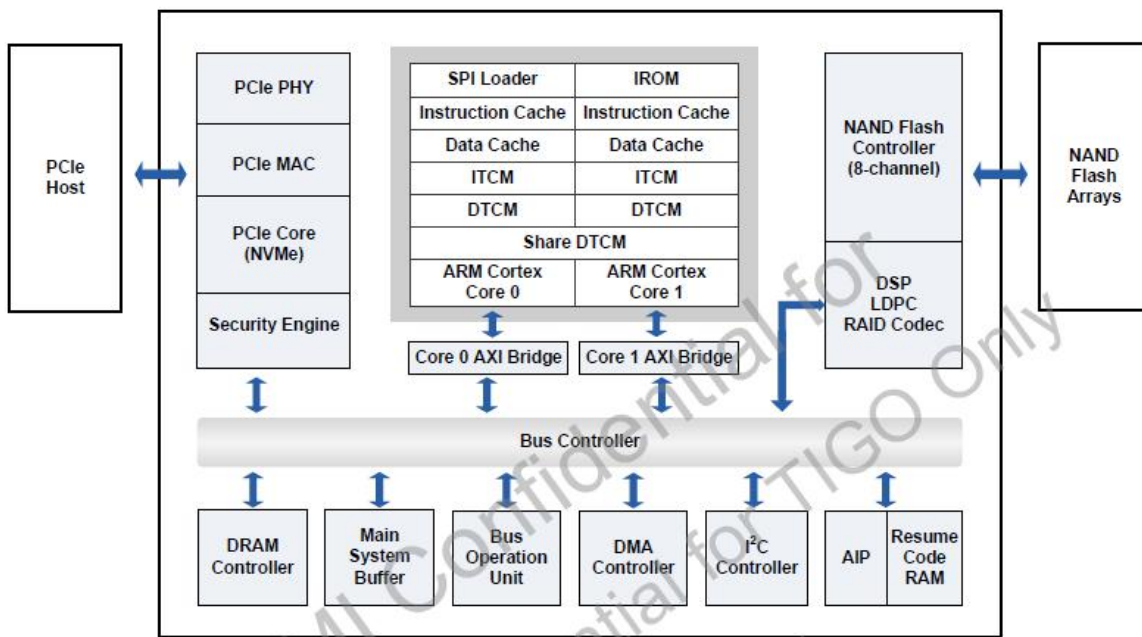 PCIe
Host
PCIe PHY
PCIe MAC
PCIe Core
(NVMe)
Security Engine
SPI Loader
IROM
Instruction Cache
Instruction Cache
Data Cache
Data Cache
ITCM
ITCM
DTCM
DTCM
Share DTCM
ARM Cortex
Core 0
ARM Cortex
Core 1
Core 0 AXI Bridge
Core 1 AXI Bridge
NAND Flash
Controller
(8-channel)
DSP
LDPC
RAID Codec
NAND
Flash
Arrays
Bus Controller
DRAM
Controller
Main
System
Buffer
Bus
Operation
Unit
DMA
Controller
I²C
Controller
AIP
Resume
Code
RAM
Confidential for
for TIGO Only